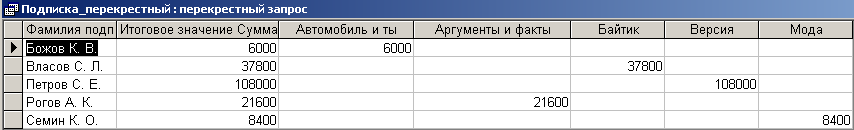 Подписка_перекрестный : перекрестный запрос
Фамилия подп Итоговое значение Сумма Автомобиль и ты Аргументы и факты Байтик Версия Мода
Божов К. В. 6000 6000
Власов С. Л. 37800 37800
Петров С. Е. 108000 108000
Рогов А. К. 21600 21600
Семин К. О. 8400 8400